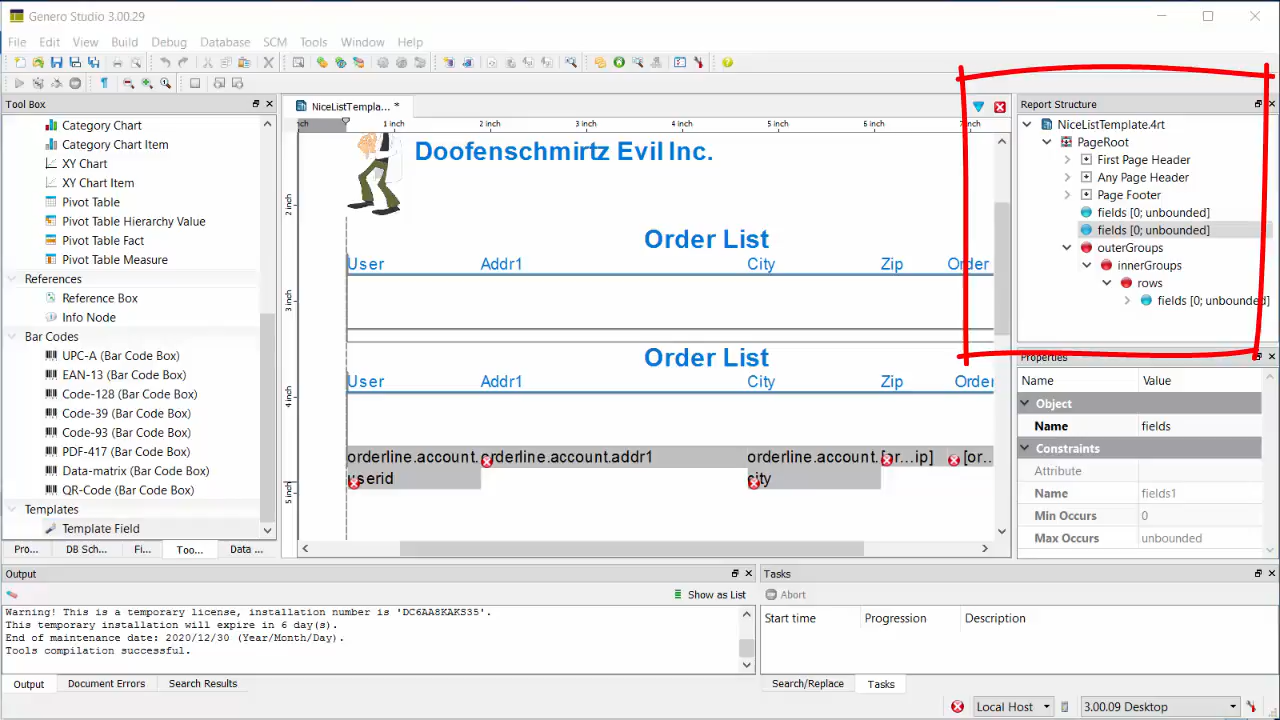 Genero Studio 3.00.29
File Edit View Build Debug Database SCM Tools Window Help
Tool Box
Category Chart
Category Chart Item
XY Chart
XY Chart Item
Pivot Table
Pivot Table Hierarchy Value
Pivot Table Fact
Pivot Table Measure
References
Reference Box
Info Node
Bar Codes
UPC-A (Bar Code Box)
EAN-13 (Bar Code Box)
Code-128 (Bar Code Box)
Code-39 (Bar Code Box)
Code-93 (Bar Code Box)
PDF-417 (Bar Code Box)
Data-matrix (Bar Code Box)
QR-Code (Bar Code Box)
Templates
Template Field
Pro... DB Sch... Fi... Too... Data ...
NiceListTempla... *
1 inch 2 inch 3 inch 4 inch 5 inch 6 inch
2 inch
3 inch
4 inch
5 inch
Doofenschmirtz Evil Inc.
Order List
User Addr1 City Zip Order
Order List
User Addr1 City Zip Order
orderline.account. orderline.account.addr1 orderline.account. [or...ip] [or...
userid city
Report Structure
NiceListTemplate.4rt
PageRoot
First Page Header
Any Page Header
Page Footer
fields [0; unbounded]
fields [0; unbounded]
outerGroups
innerGroups
rows
fields [0; unbounded]
Properties
Name Value
Object
Name fields
Constraints
Attribute
Name fields1
Min Occurs 0
Max Occurs unbounded
Output
Show as List
Warning! This is a temporary license, installation number is 'DC6AA8KAKS35'.
This temporary installation will expire in 6 day(s).
End of maintenance date: 2020/12/30 (Year/Month/Day).
Tools compilation successful.
Output Document Errors Search Results
Tasks
Abort
Start time Progression Description
Search/Replace Tasks
Local Host 3.00.09 Desktop